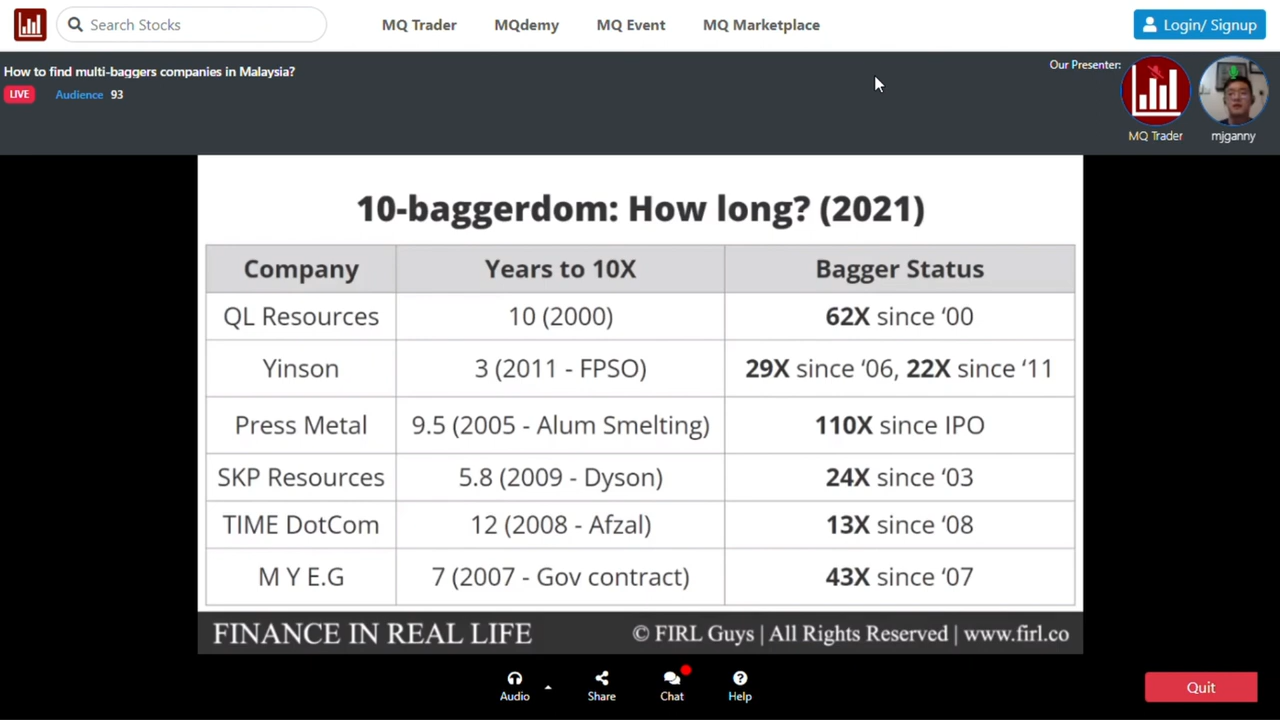 Search Stocks
MQ Trader
MQdemy
MQ Event
MQ Marketplace
Login/ Signup
How to find multi-baggers companies in Malaysia?
LIVE
Audience 93
Our Presenter:
MQ Trader
mjganny
10-baggerdom: How long? (2021)
Company Years to 10X Bagger Status
QL Resources 10 (2000) 62X since ‘00
Yinson 3 (2011 - FPSO) 29X since ‘06, 22X since ‘11
Press Metal 9.5 (2005 - Alum Smelting) 110X since IPO
SKP Resources 5.8 (2009 - Dyson) 24X since ‘03
TIME DotCom 12 (2008 - Afzal) 13X since ‘08
M Y E.G 7 (2007 - Gov contract) 43X since ‘07
FINANCE IN REAL LIFE © FIRL Guys | All Rights Reserved | www.firl.co
Audio
Share
Chat
Help
Quit